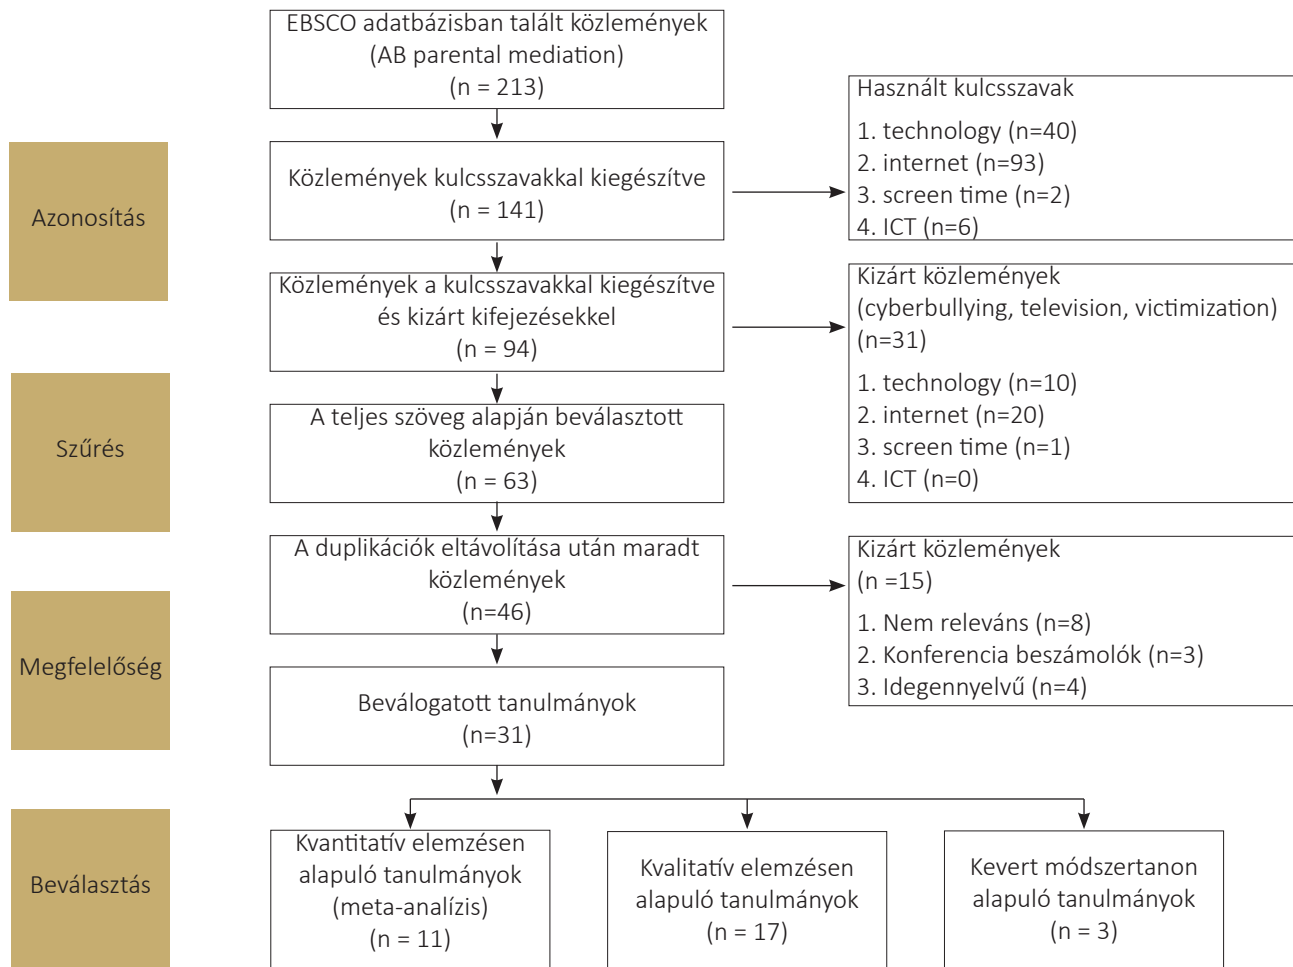 EBSCO adatbázisban talált közlemények
(AB parental mediation)
(n = 213)
Használt kulcsszavak
1. technology (n=40)
2. internet (n=93)
3. screen time (n=2)
4. ICT (n=6)
Azonosítás
Közlemények kulcsszavakkal kiegészítve
(n = 141)
Közlemények a kulcsszavakkal kiegészítve
és kizárt kifejezésekkel
(n = 94)
Kizárt közlemények
(cyberbullying, television, victimization)
(n=31)
1. technology (n=10)
2. internet (n=20)
3. screen time (n=1)
4. ICT (n=0)
Szűrés
A teljes szöveg alapján beválasztott
közlemények
(n = 63)
A duplikációk eltávolítása után maradt
közlemények
(n=46)
Kizárt közlemények
(n =15)
1. Nem releváns (n=8)
2. Konferencia beszámolók (n=3)
3. Idegennyelvű (n=4)
Megfelelőség
Beválogatott tanulmányok
(n=31)
Beválasztás
Kvantitatív elemzésen
alapuló tanulmányok
(meta-analízis)
(n = 11)
Kvalitatív elemzésen
alapuló tanulmányok
(n = 17)
Kevert módszertanon
alapuló tanulmányok
(n = 3)